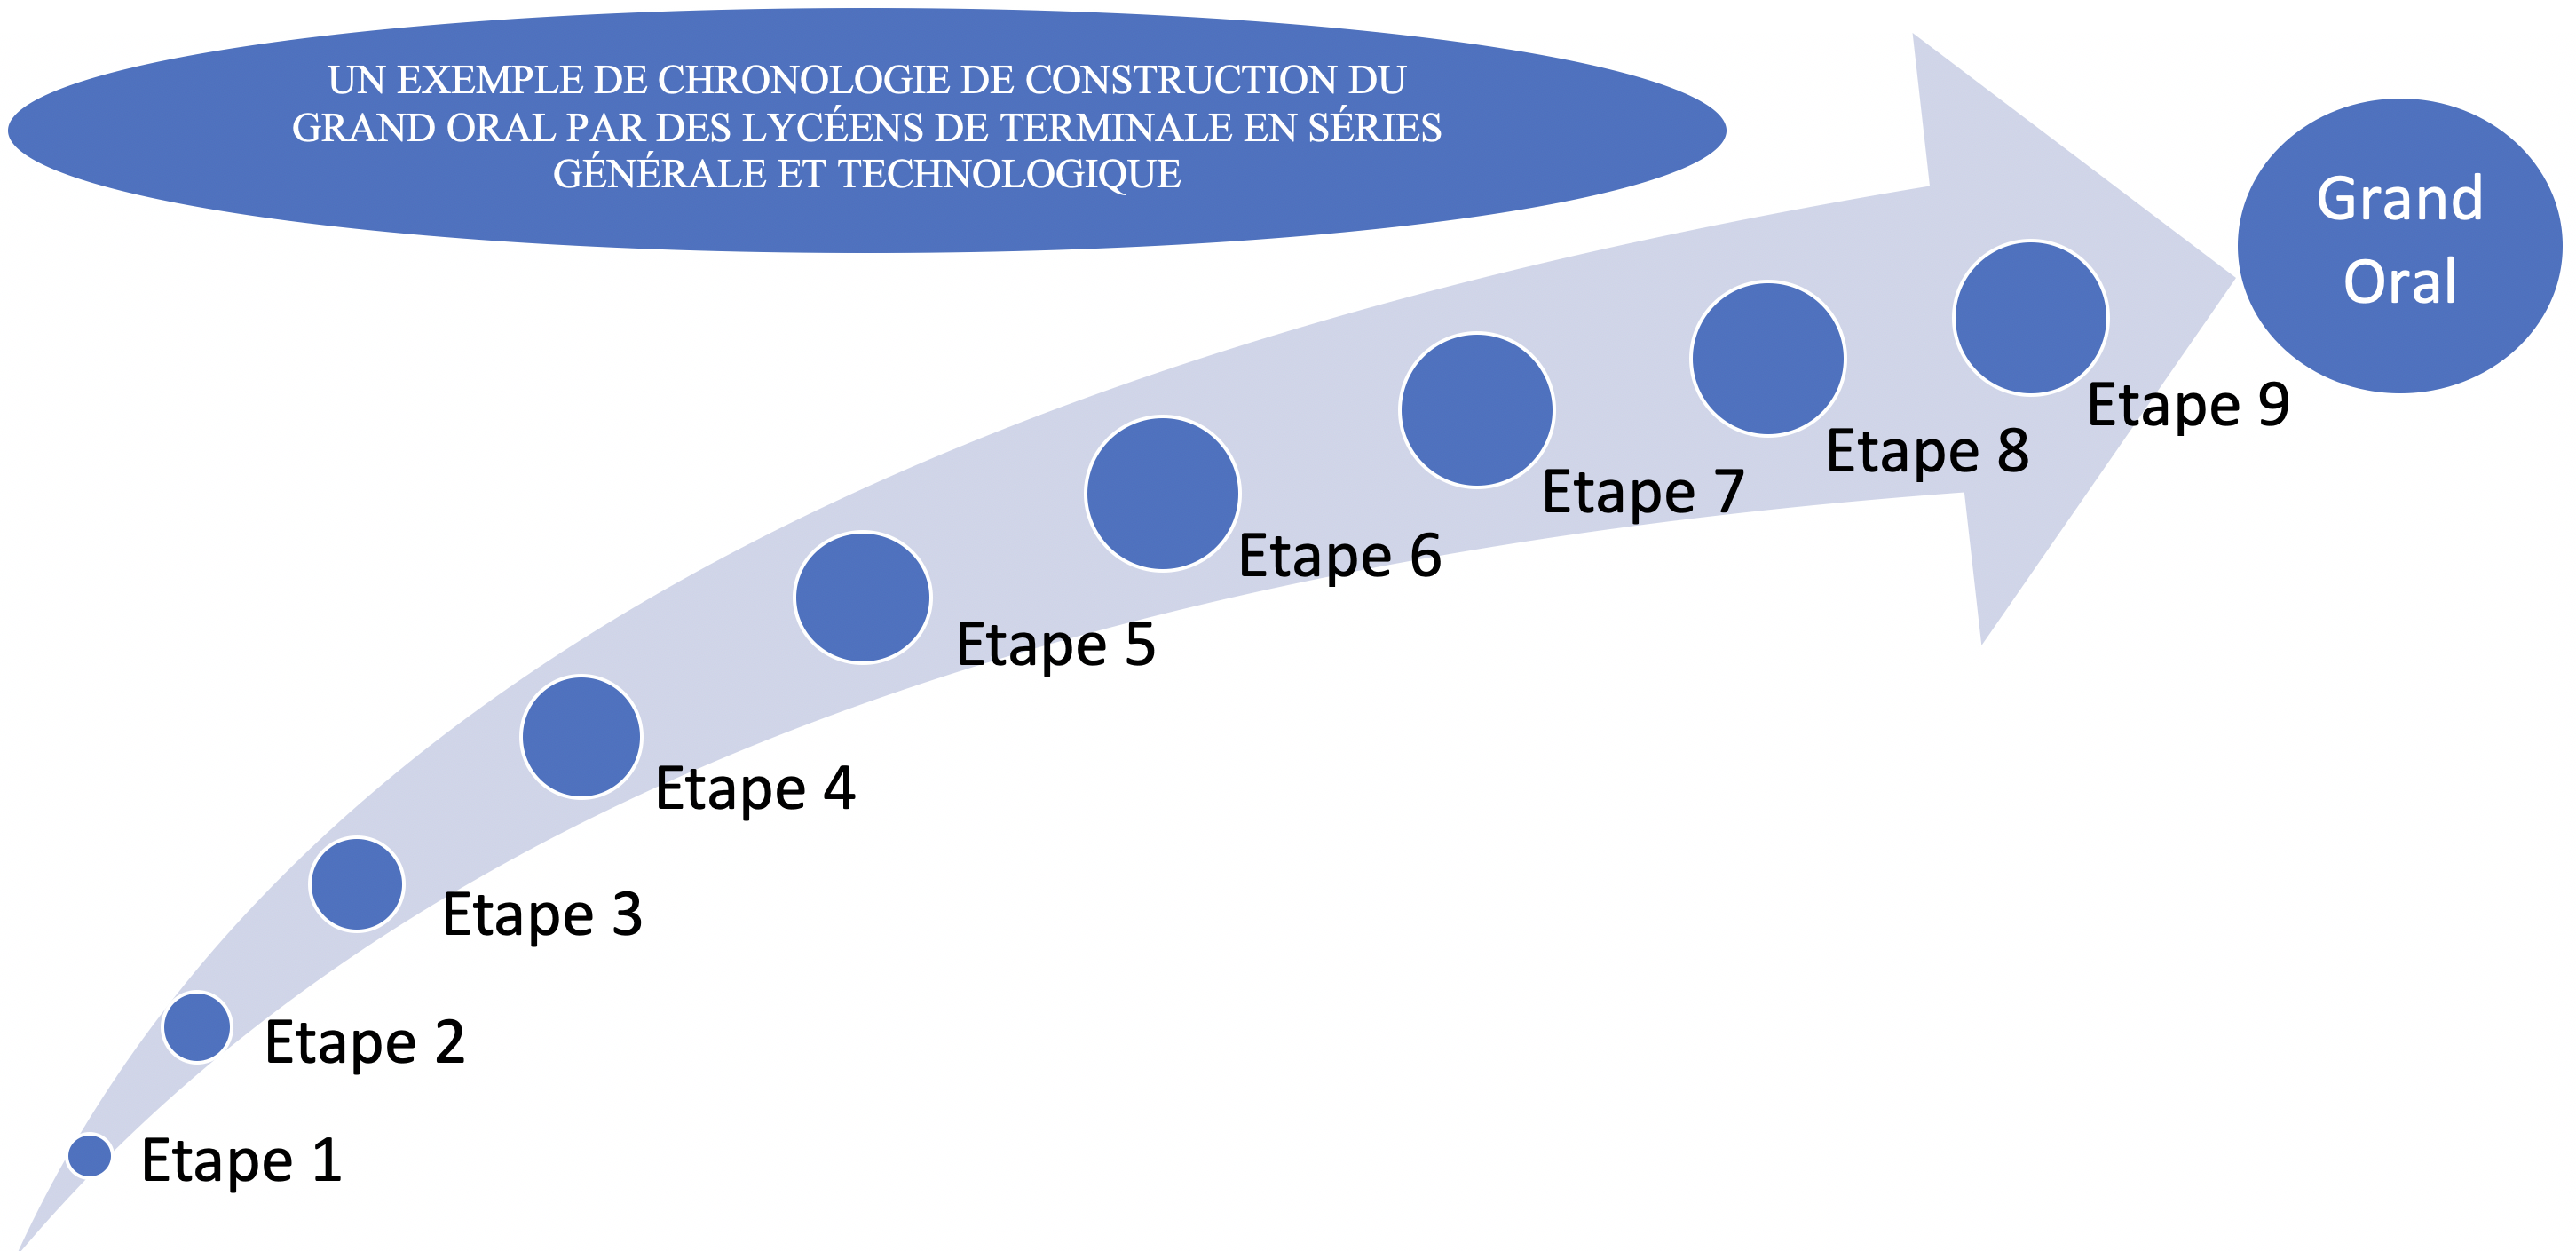 UN EXEMPLE DE CHRONOLOGIE DE CONSTRUCTION DU
GRAND ORAL PAR DES LYCÉENS DE TERMINALE EN SÉRIES
GÉNÉRALE ET TECHNOLOGIQUE
Grand
Oral
Etape 9
Etape 8
Etape 7
Etape 6
Etape 5
Etape 4
Etape 3
Etape 2
Etape 1